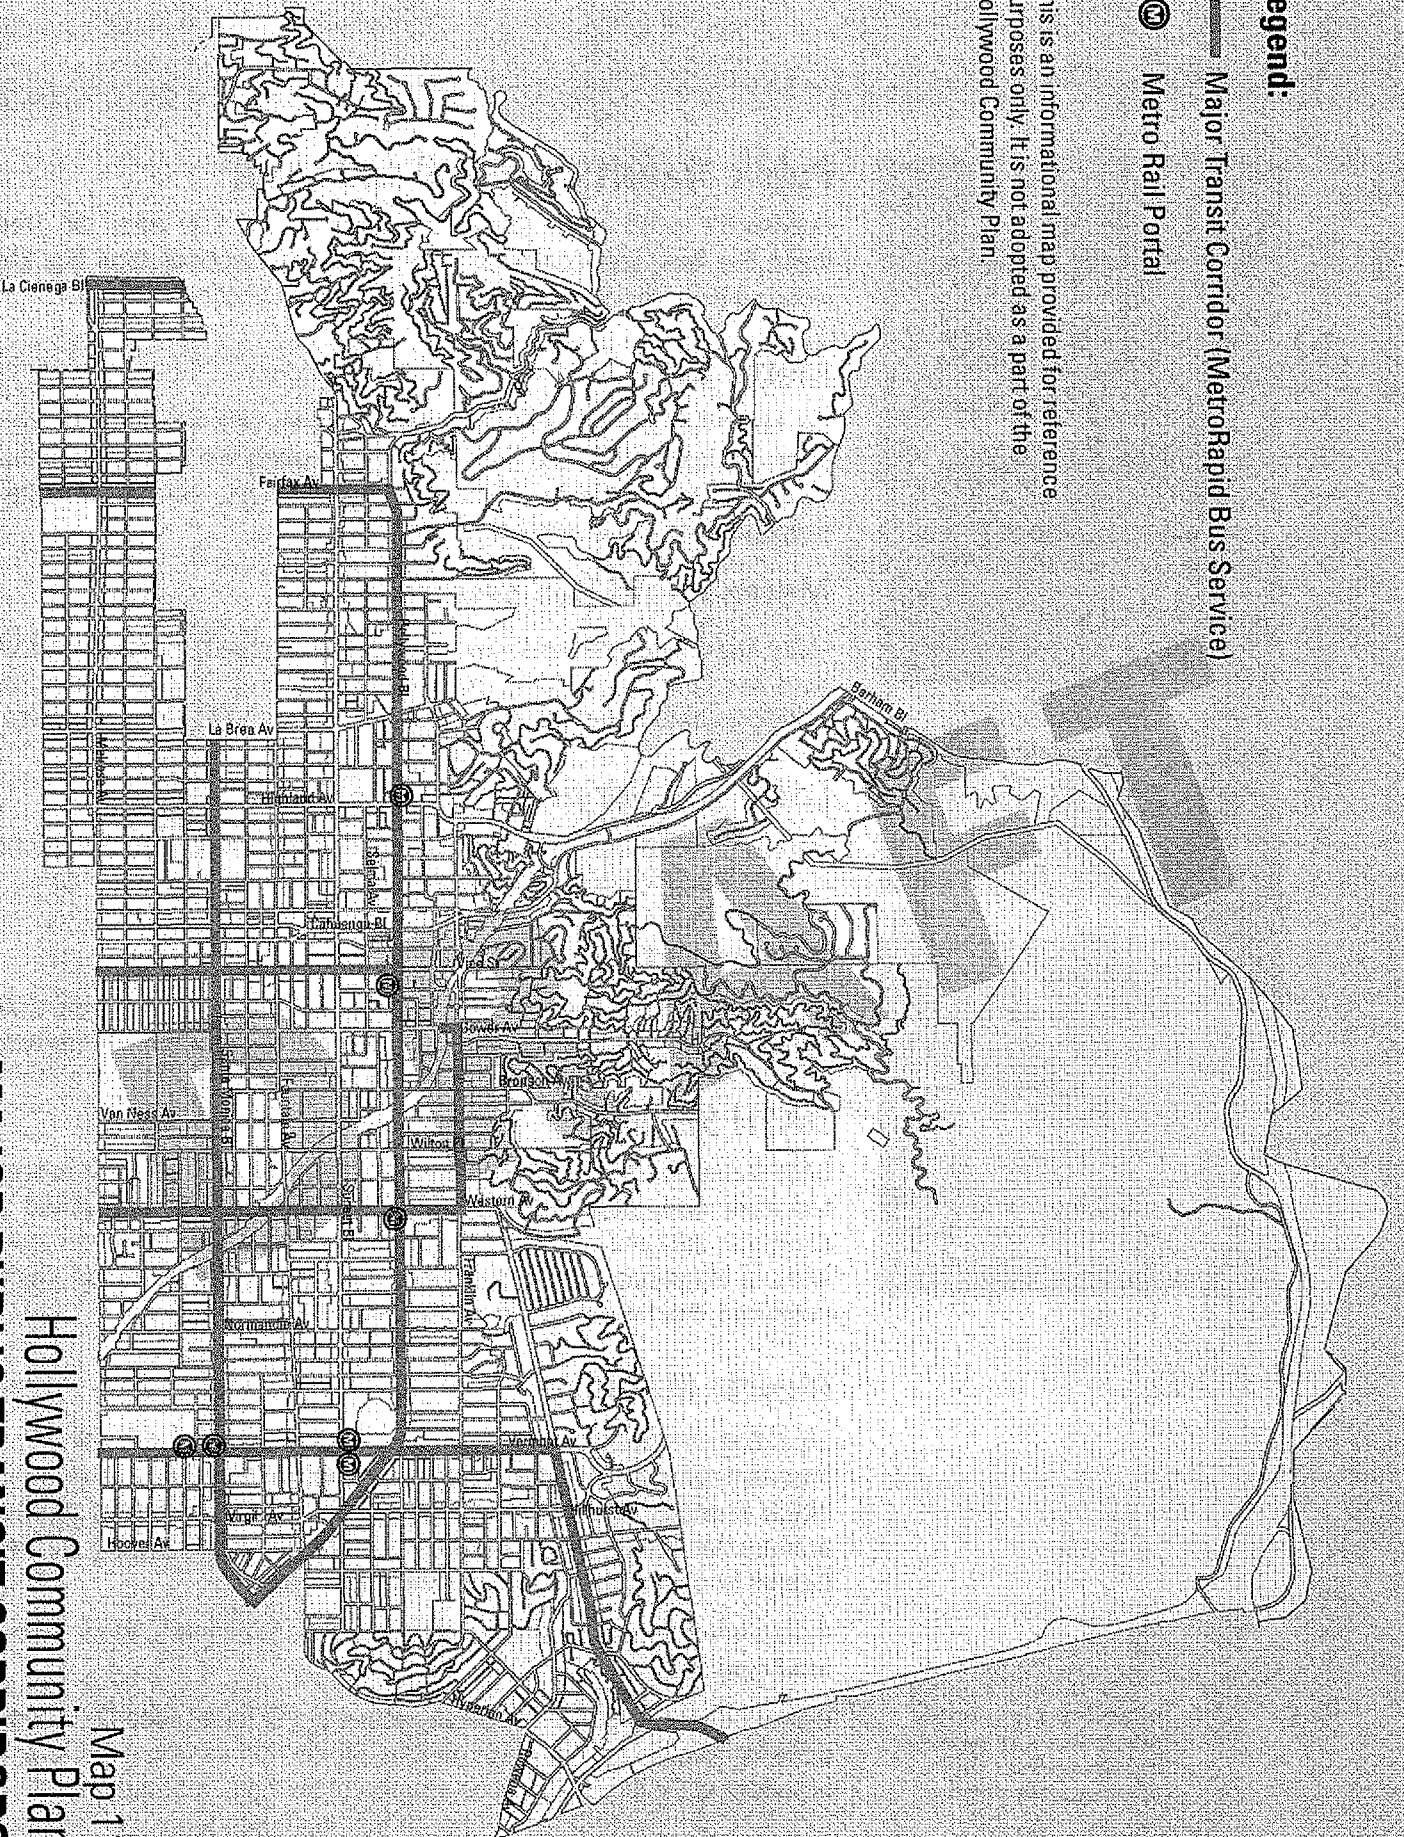 egend:
Major Transit Corridor (MetroRapid Bus Service)
M Metro Rail Portal
his is an informational map provided for reference
urposes only. It is not adopted as a part of the
ollywood Community Plan.
Barham Bl
La Cienega Bl
Fairfax Av
La Brea Av
Highland Av
Selma Av
Cahuenga Bl
Bronson Av
Van Ness Av
Wilton Pl
Western Av
Franklin Av
Normandie Av
Vermont Av
Hillhurst Av
Virgil Av
Hoover Av
Hyperion Av
M
M
M
M
M
M
M
Map 1
Hollywood Community Plan